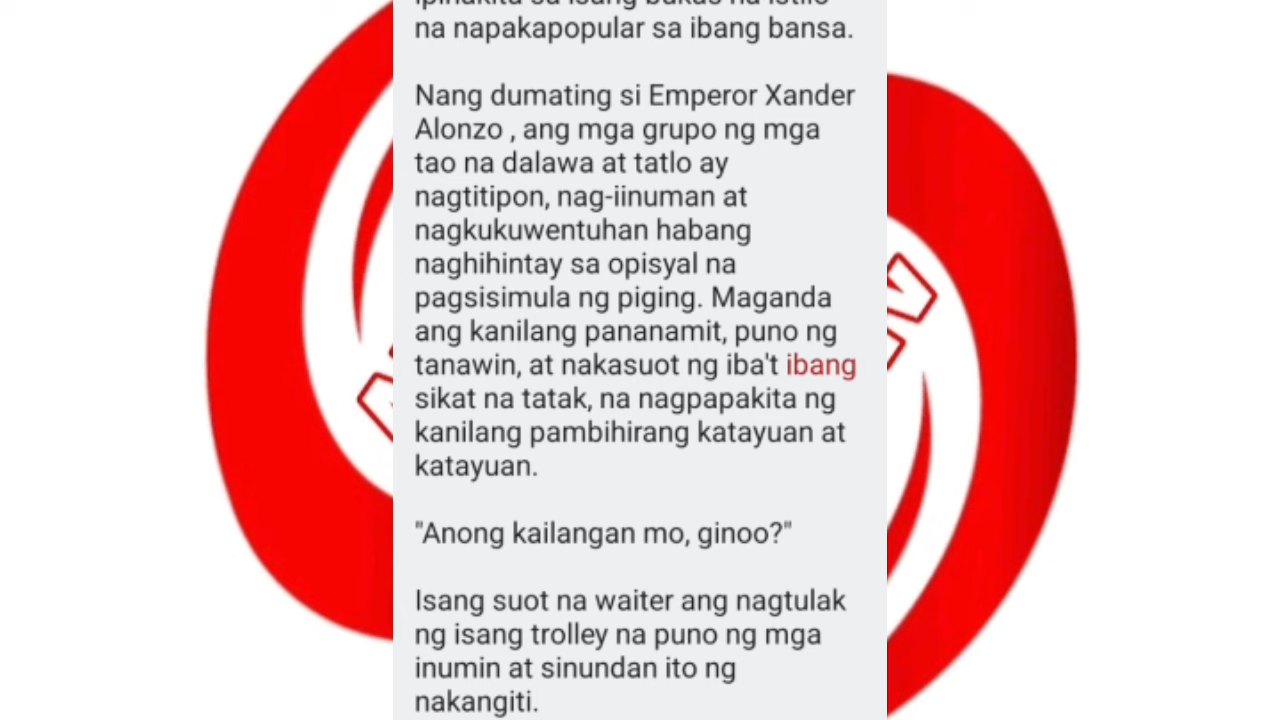 na napakapopular sa ibang bansa.
Nang dumating si Emperor Xander
Alonzo , ang mga grupo ng mga
tao na dalawa at tatlo ay
nagtitipon, nag-iinuman at
nagkukuwentuhan habang
naghihintay sa opisyal na
pagsisimula ng piging. Maganda
ang kanilang pananamit, puno ng
tanawin, at nakasuot ng iba't ibang
sikat na tatak, na nagpapakita ng
kanilang pambihirang katayuan at
katayuan.
"Anong kailangan mo, ginoo?"
Isang suot na waiter ang nagtulak
ng isang trolley na puno ng mga
inumin at sinundan ito ng
nakangiti.